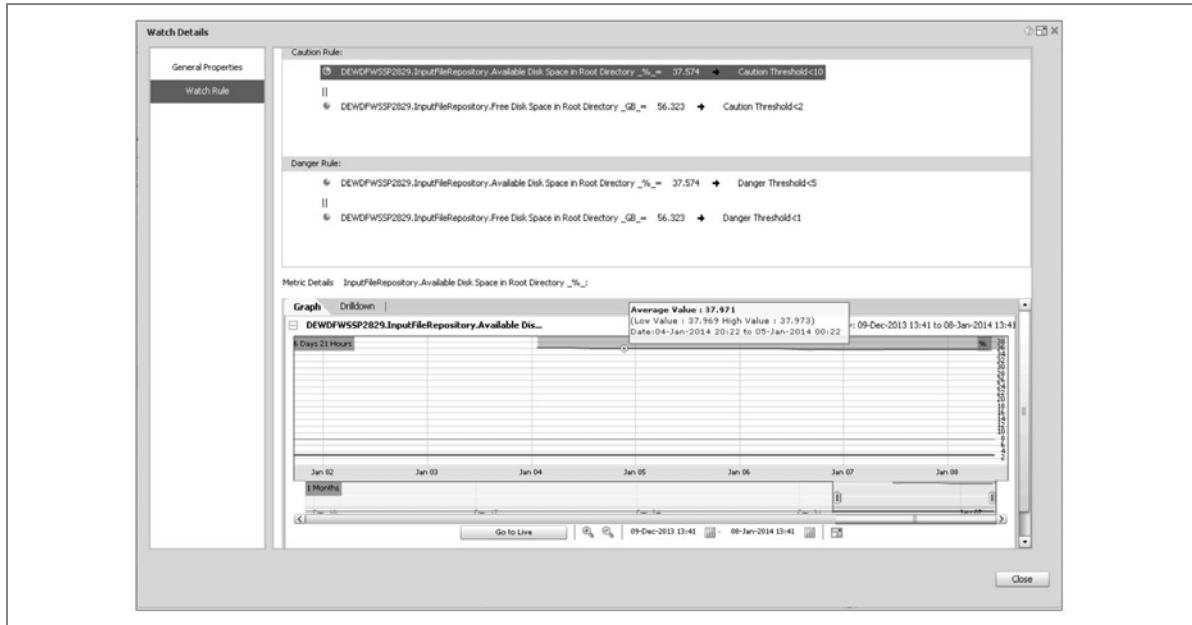 Watch Details
General Properties
Watch Rule
Caution Rule:
DEWDFWSSP2829.InputFileRepository.Available Disk Space in Root Directory _%_= 37.574 → Caution Threshold<10
||
DEWDFWSSP2829.InputFileRepository.Free Disk Space in Root Directory _GB_= 56.323 → Caution Threshold<2
Danger Rule:
DEWDFWSSP2829.InputFileRepository.Available Disk Space in Root Directory _%_= 37.574 → Danger Threshold<5
||
DEWDFWSSP2829.InputFileRepository.Free Disk Space in Root Directory _GB_= 56.323 → Danger Threshold<1
Metric Details InputFileRepository.Available Disk Space in Root Directory _%_:
Graph Drilldown |
Average Value : 37.971
(Low Value : 37.969 High Value : 37.973)
Date:04-Jan-2014 20:22 to 05-Jan-2014 00:22
DEWDFWSSP2829.InputFileRepository.Available Dis... : 09-Dec-2013 13:41 to 08-Jan-2014 13:41
6 Days 21 Hours %
Jan 02 Jan 03 Jan 04 Jan 05 Jan 06 Jan 07 Jan 08
1 Months
Go to Live 09-Dec-2013 13:41 - 08-Jan-2014 13:41
Close